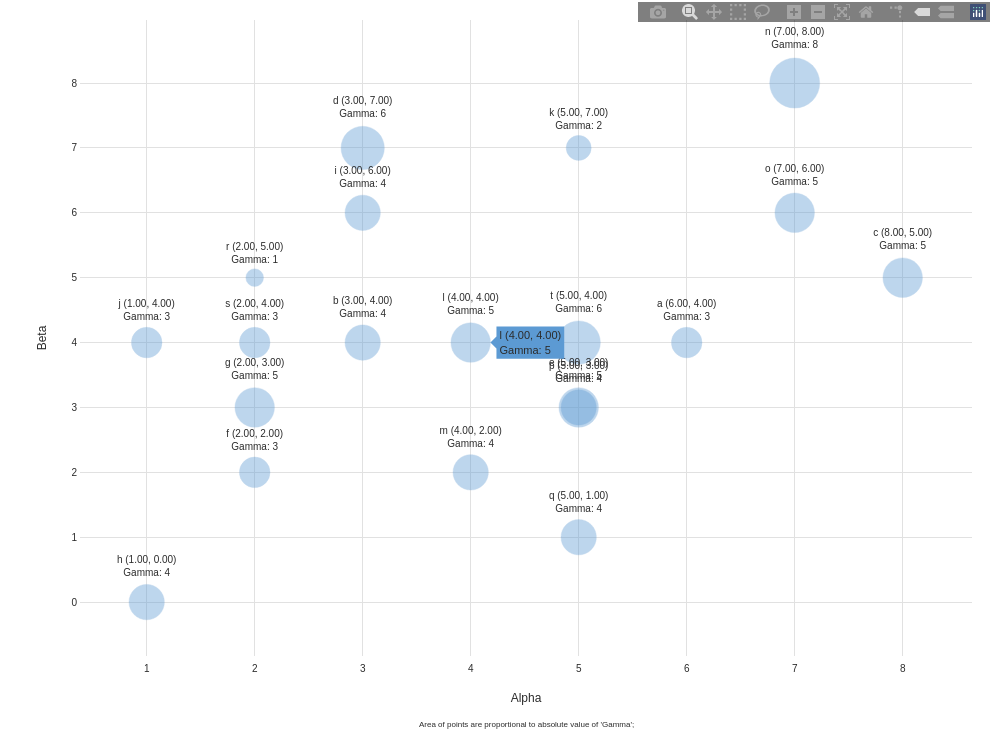 n (7.00, 8.00)
Gamma: 8
8
d (3.00, 7.00)
Gamma: 6
k (5.00, 7.00)
Gamma: 2
7
i (3.00, 6.00)
Gamma: 4
o (7.00, 6.00)
Gamma: 5
6
c (8.00, 5.00)
Gamma: 5
r (2.00, 5.00)
Gamma: 1
5
j (1.00, 4.00)
Gamma: 3
s (2.00, 4.00)
Gamma: 3
b (3.00, 4.00)
Gamma: 4
l (4.00, 4.00)
Gamma: 5
t (5.00, 4.00)
Gamma: 6
a (6.00, 4.00)
Gamma: 3
l (4.00, 4.00)
Gamma: 5
4
Beta
g (2.00, 3.00)
Gamma: 5
e (5.00, 3.00)
Gamma: 5
p (5.00, 3.00)
Gamma: 4
3
f (2.00, 2.00)
Gamma: 3
m (4.00, 2.00)
Gamma: 4
2
q (5.00, 1.00)
Gamma: 4
1
h (1.00, 0.00)
Gamma: 4
0
1 2 3 4 5 6 7 8
Alpha
Area of points are proportional to absolute value of 'Gamma';